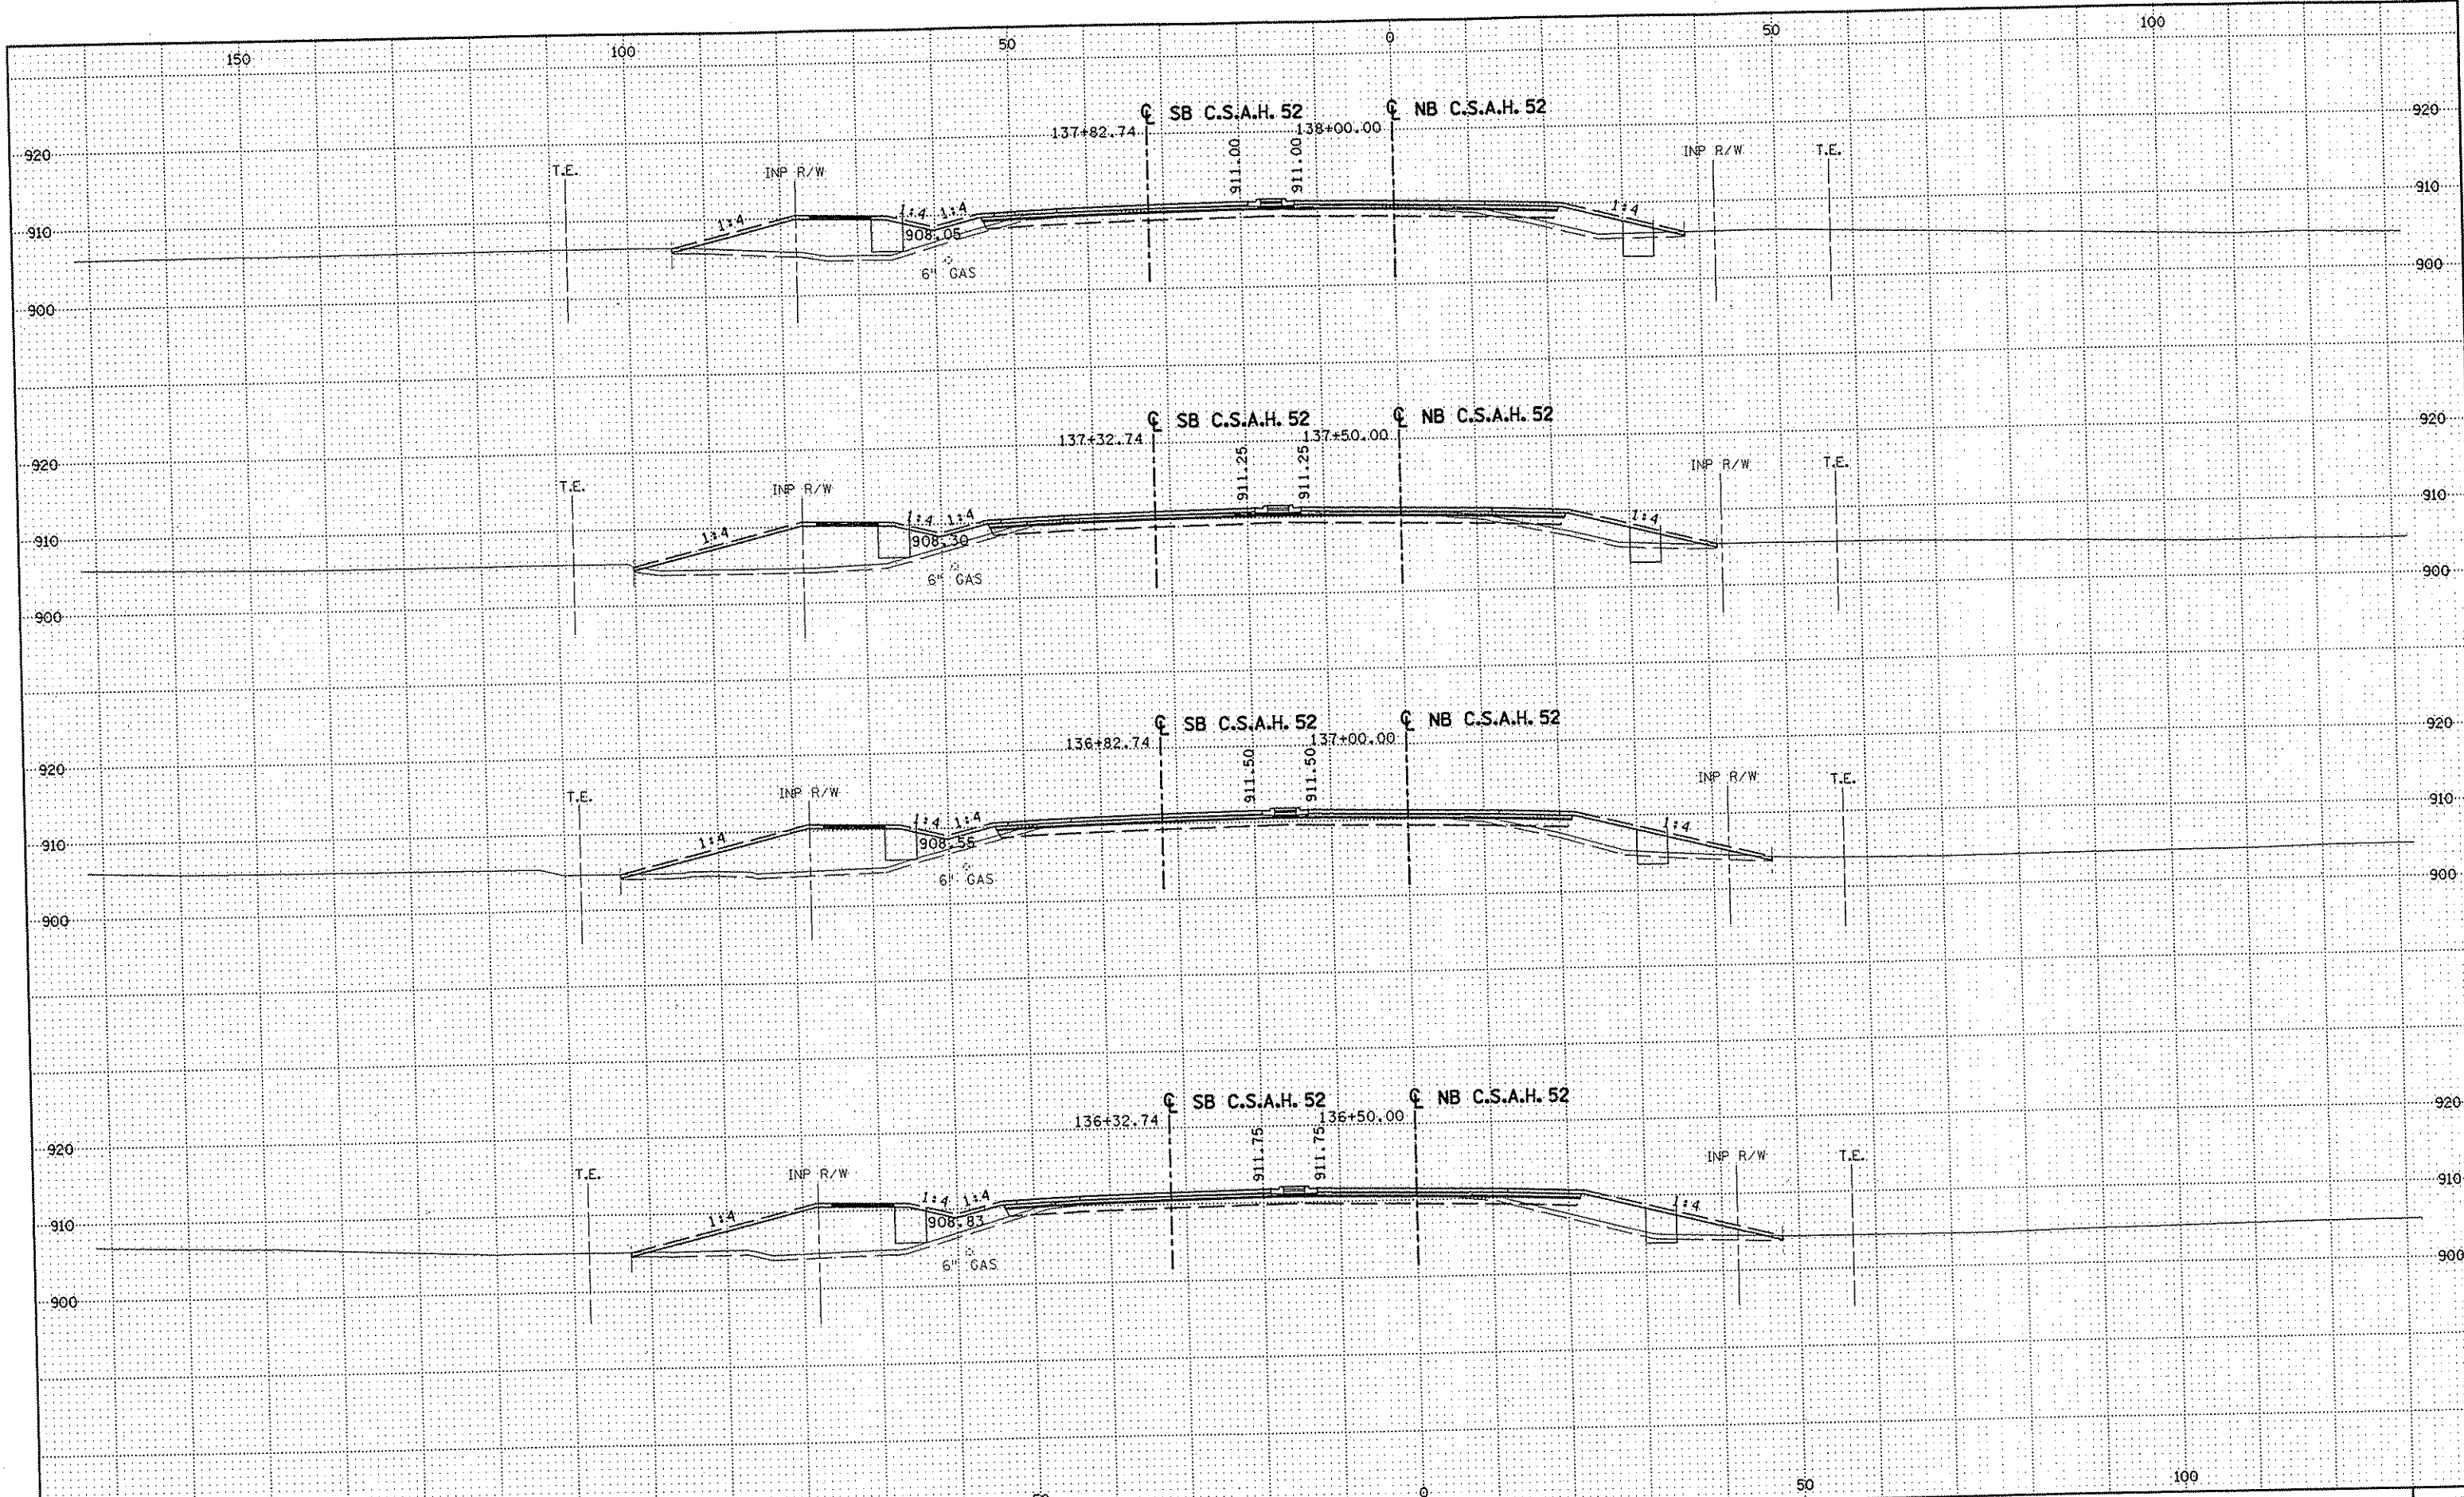 150 100 50 0 50 100
℄ SB C.S.A.H. 52 ℄ NB C.S.A.H. 52
137+82.74 911.00 911.00 138+00.00
920 920
T.E. INP R/W INP R/W T.E.
910 910
1:4 1:4 1:4 1:4
908.05
6" GAS
900 900
℄ SB C.S.A.H. 52 ℄ NB C.S.A.H. 52
137+32.74 911.25 911.25 137+50.00
920 920
T.E. INP R/W INP R/W T.E.
910 910
1:4 1:4 1:4 1:4
908.30
6" GAS
900 900
℄ SB C.S.A.H. 52 ℄ NB C.S.A.H. 52
136+82.74 911.50 911.50 137+00.00
920 920
T.E. INP R/W INP R/W T.E.
910 910
1:4 1:4 1:4 1:4
908.55
6" GAS
900 900
℄ SB C.S.A.H. 52 ℄ NB C.S.A.H. 52
136+32.74 911.75 911.75 136+50.00
920 920
T.E. INP R/W INP R/W T.E.
910 910
1:4 1:4 1:4 1:4
908.83
6" GAS
900 900
0 50 100